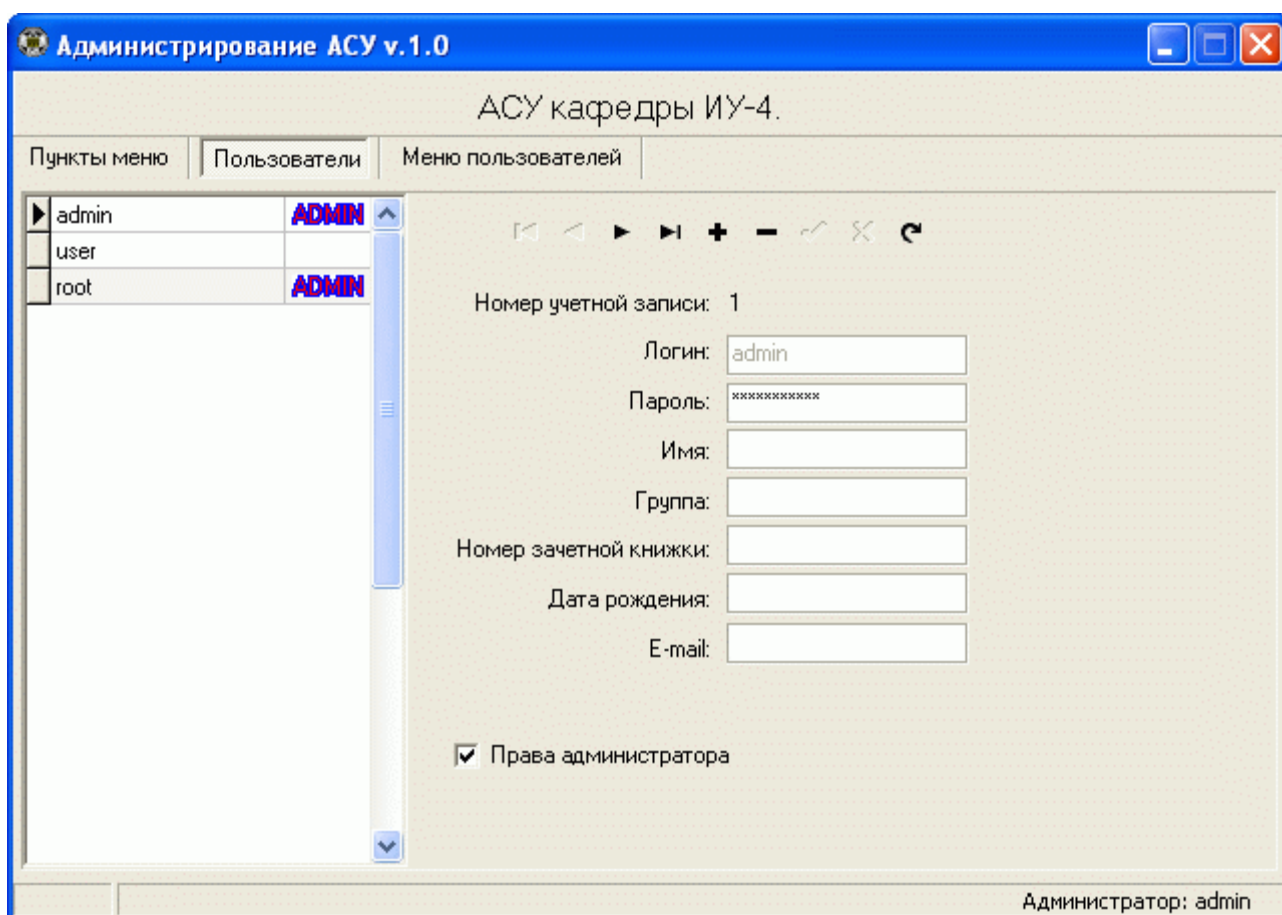 Администрирование АСУ v.1.0
АСУ кафедры ИУ-4.
Пункты меню Пользователи Меню пользователей
admin ADMIN
user
root ADMIN
Номер учетной записи: 1
Логин: admin
Пароль: ***********
Имя:
Группа:
Номер зачетной книжки:
Дата рождения:
E-mail:
Права администратора
Администратор: admin